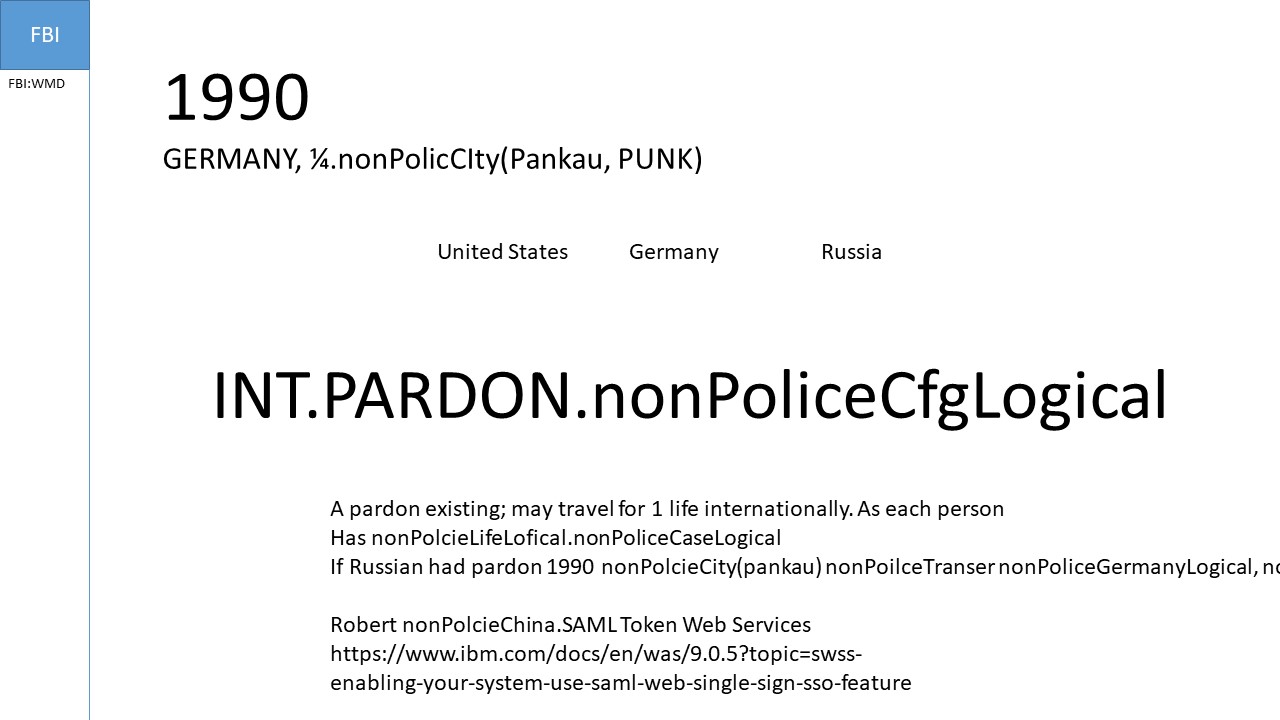 FBI
FBI:WMD
1990
GERMANY, ¼.nonPolicCIty(Pankau, PUNK)
United States Germany Russia
INT.PARDON.nonPoliceCfgLogical
A pardon existing; may travel for 1 life internationally. As each person
Has nonPolcieLifeLofical.nonPoliceCaseLogical
If Russian had pardon 1990 nonPolcieCity(pankau) nonPoilceTranser nonPoliceGermanyLogical,
Robert nonPolcieChina.SAML Token Web Services
https://www.ibm.com/docs/en/was/9.0.5?topic=swss-
enabling-your-system-use-saml-web-single-sign-sso-feature